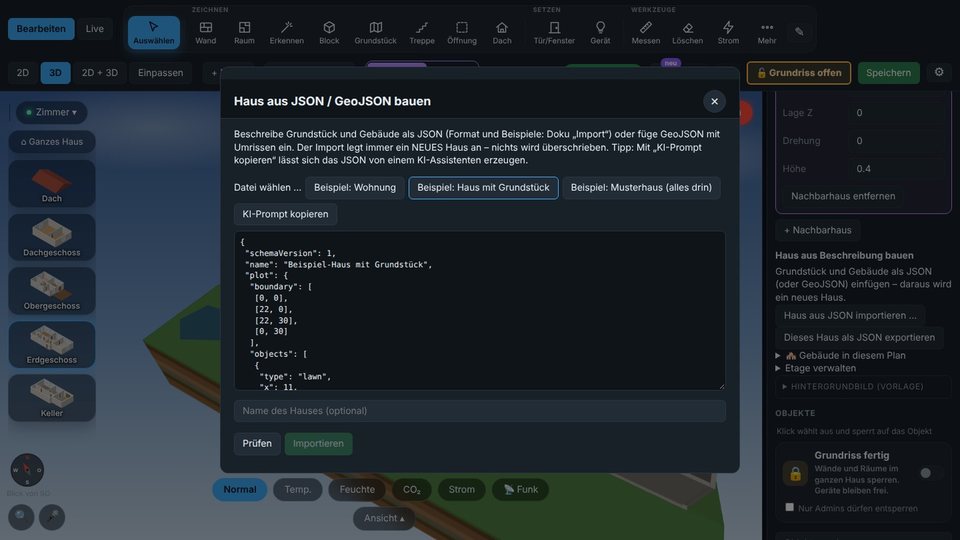 Bearbeiten
Live
ZEICHNEN
SETZEN
WERKZEUGE
Auswählen
Wand
Raum
Erkennen
Block
Grundstück
Treppe
Öffnung
Dach
Tür/Fenster
Gerät
Messen
Löschen
Strom
Mehr
2D
3D
2D + 3D
Einpassen
neu
Grundriss offen
Speichern
Zimmer ▾
Ganzes Haus
Dach
Dachgeschoss
Obergeschoss
Erdgeschoss
Keller
Haus aus JSON / GeoJSON bauen
Beschreibe Grundstück und Gebäude als JSON (Format und Beispiele: Doku „Import“) oder füge GeoJSON mit
Umrissen ein. Der Import legt immer ein NEUES Haus an – nichts wird überschrieben. Tipp: Mit „KI-Prompt
kopieren“ lässt sich das JSON von einem KI-Assistenten erzeugen.
Datei wählen ...
Beispiel: Wohnung
Beispiel: Haus mit Grundstück
Beispiel: Musterhaus (alles drin)
KI-Prompt kopieren
{
"schemaVersion": 1,
"name": "Beispiel-Haus mit Grundstück",
"plot": {
"boundary": [
[0, 0],
[22, 0],
[22, 30],
[0, 30]
],
"objects": [
{
"type": "lawn",
"x": 11,
Name des Hauses (optional)
Prüfen
Importieren
Lage Z
0
Drehung
0
Höhe
0.4
Nachbarhaus entfernen
+ Nachbarhaus
Haus aus Beschreibung bauen
Grundstück und Gebäude als JSON
(oder GeoJSON) einfügen – daraus wird
ein neues Haus.
Haus aus JSON importieren ...
Dieses Haus als JSON exportieren
Gebäude in diesem Plan
Etage verwalten
HINTERGRUNDBILD (VORLAGE)
OBJEKTE
Klick wählt aus und sperrt auf das Objekt
Grundriss fertig
Wände und Räume im
ganzen Haus sperren.
Geräte bleiben frei.
Nur Admins dürfen entsperren
N
W
O
S
Blick von SO
Normal
Temp.
Feuchte
CO₂
Strom
Funk
Ansicht ▴